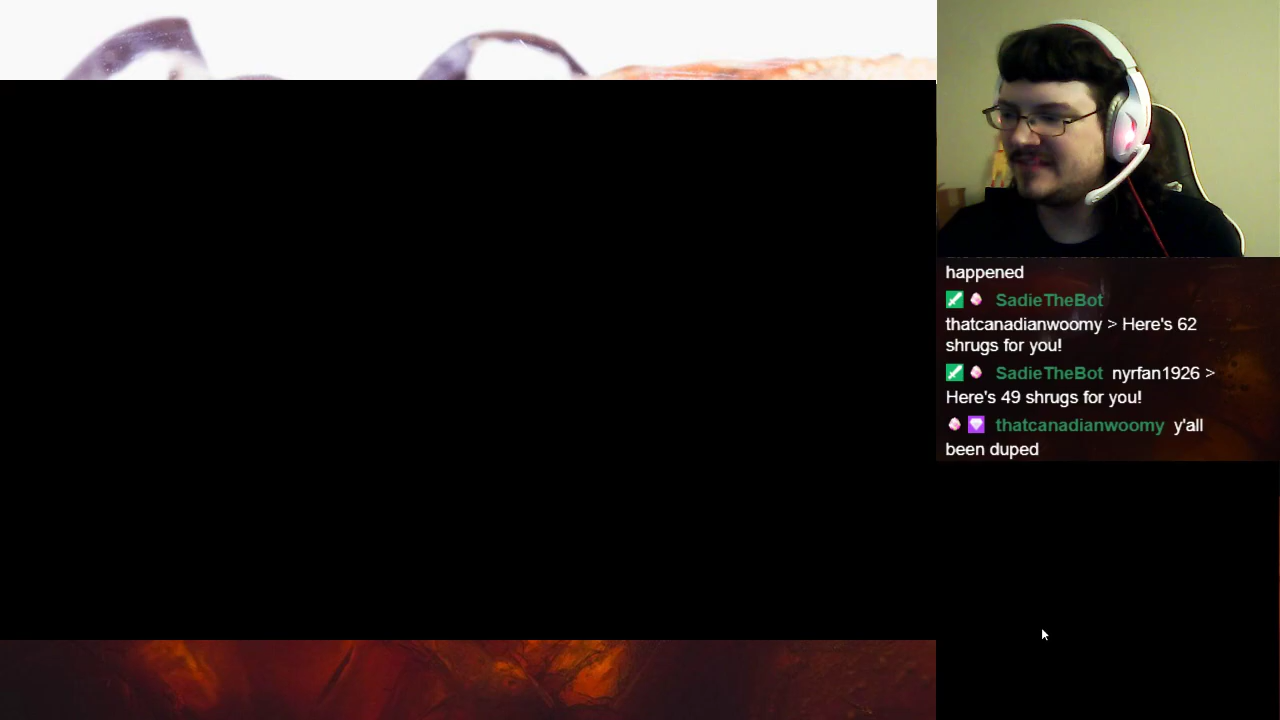 happened
SadieTheBot
thatcanadianwoomy > Here's 62
shrugs for you!
SadieTheBot nyrfan1926 >
Here's 49 shrugs for you!
thatcanadianwoomy y'all
been duped